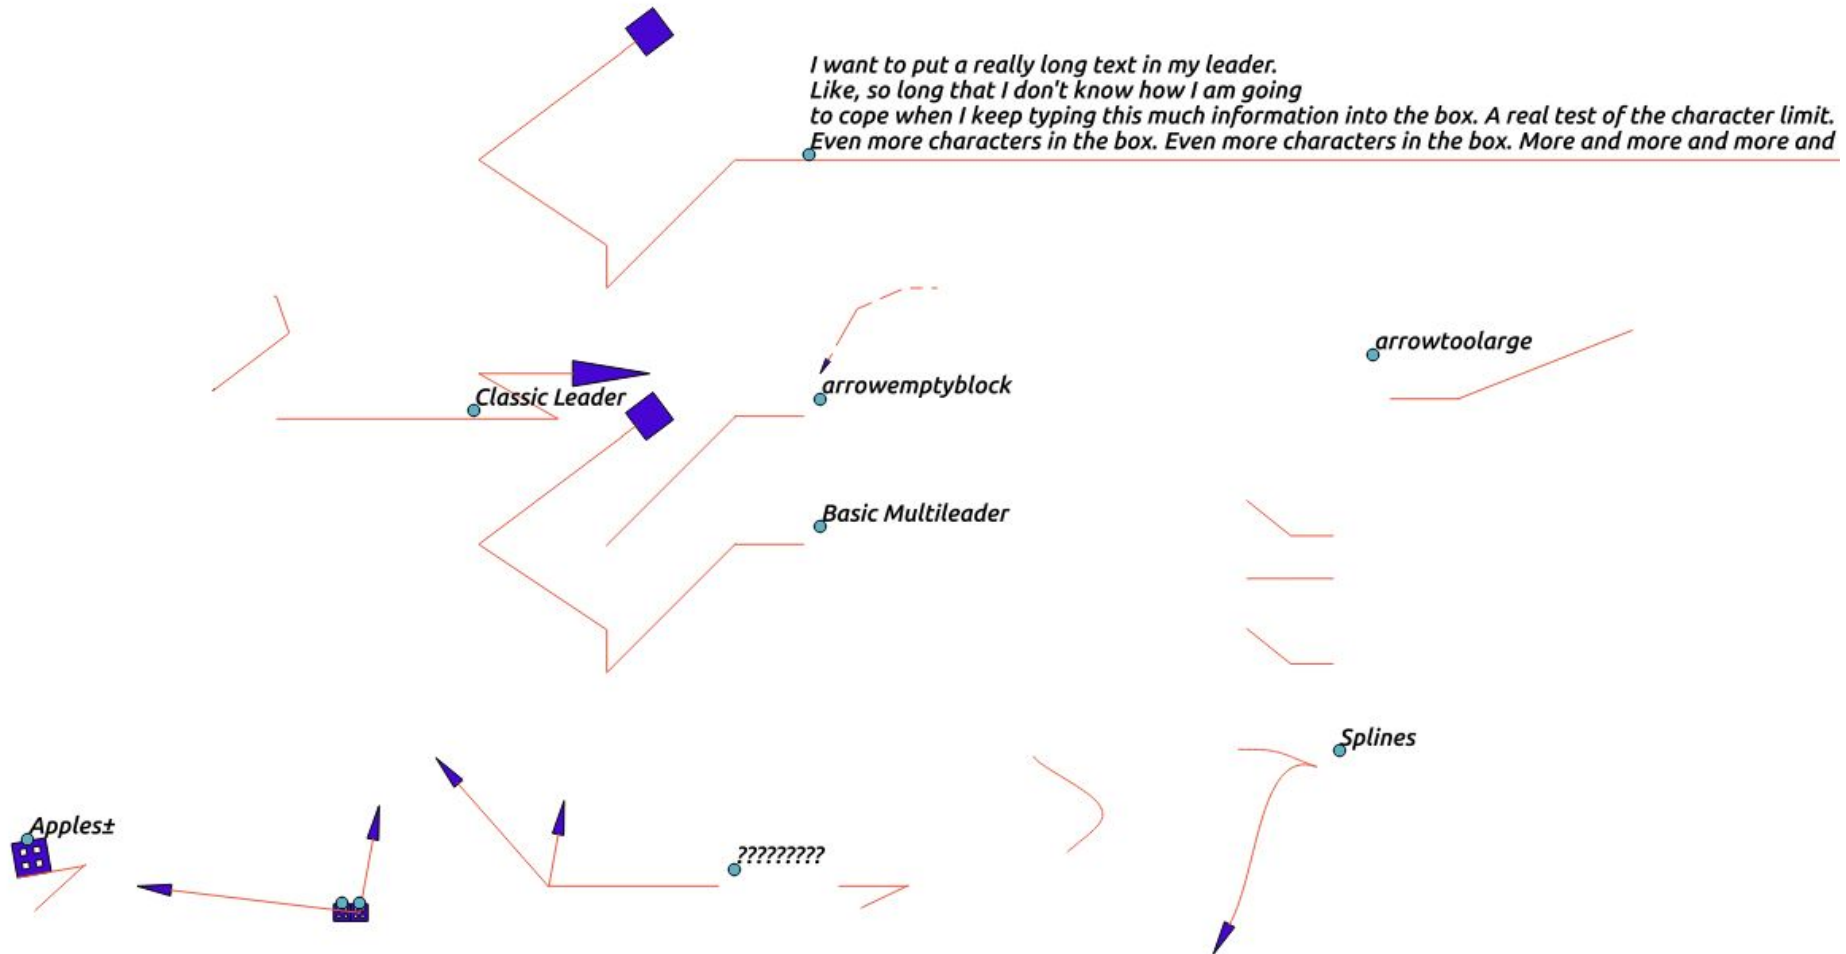 I want to put a really long text in my leader.
Like, so long that I don't know how I am going
to cope when I keep typing this much information into the box. A real test of the character limit.
Even more characters in the box. Even more characters in the box. More and more and more and
arrowtoolarge
Classic Leader
arrowemptyblock
Basic Multileader
Splines
Apples±
?????????